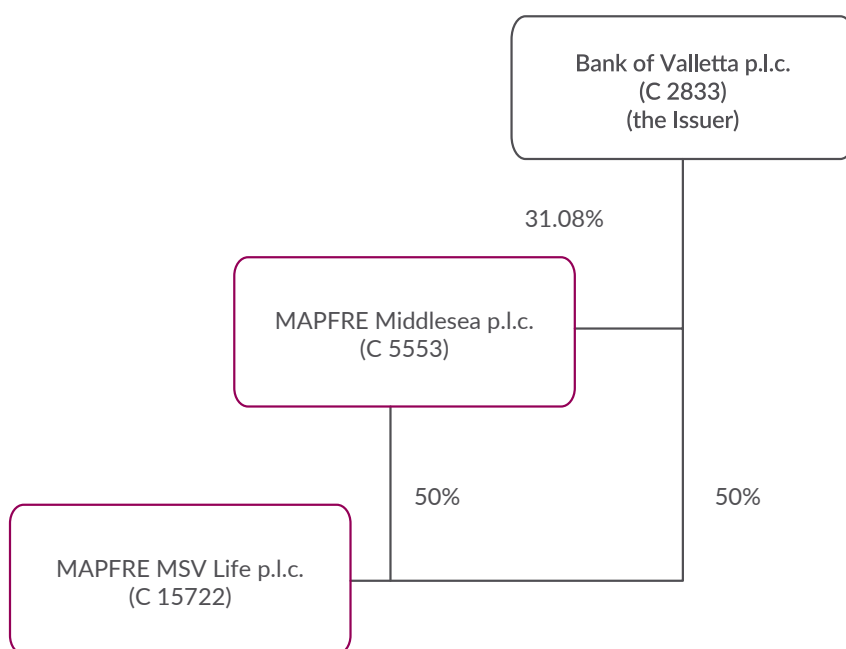 Bank of Valletta p.l.c.
(C 2833)
(the Issuer)
31.08%
MAPFRE Middlesea p.l.c.
(C 5553)
50%
50%
MAPFRE MSV Life p.l.c.
(C 15722)